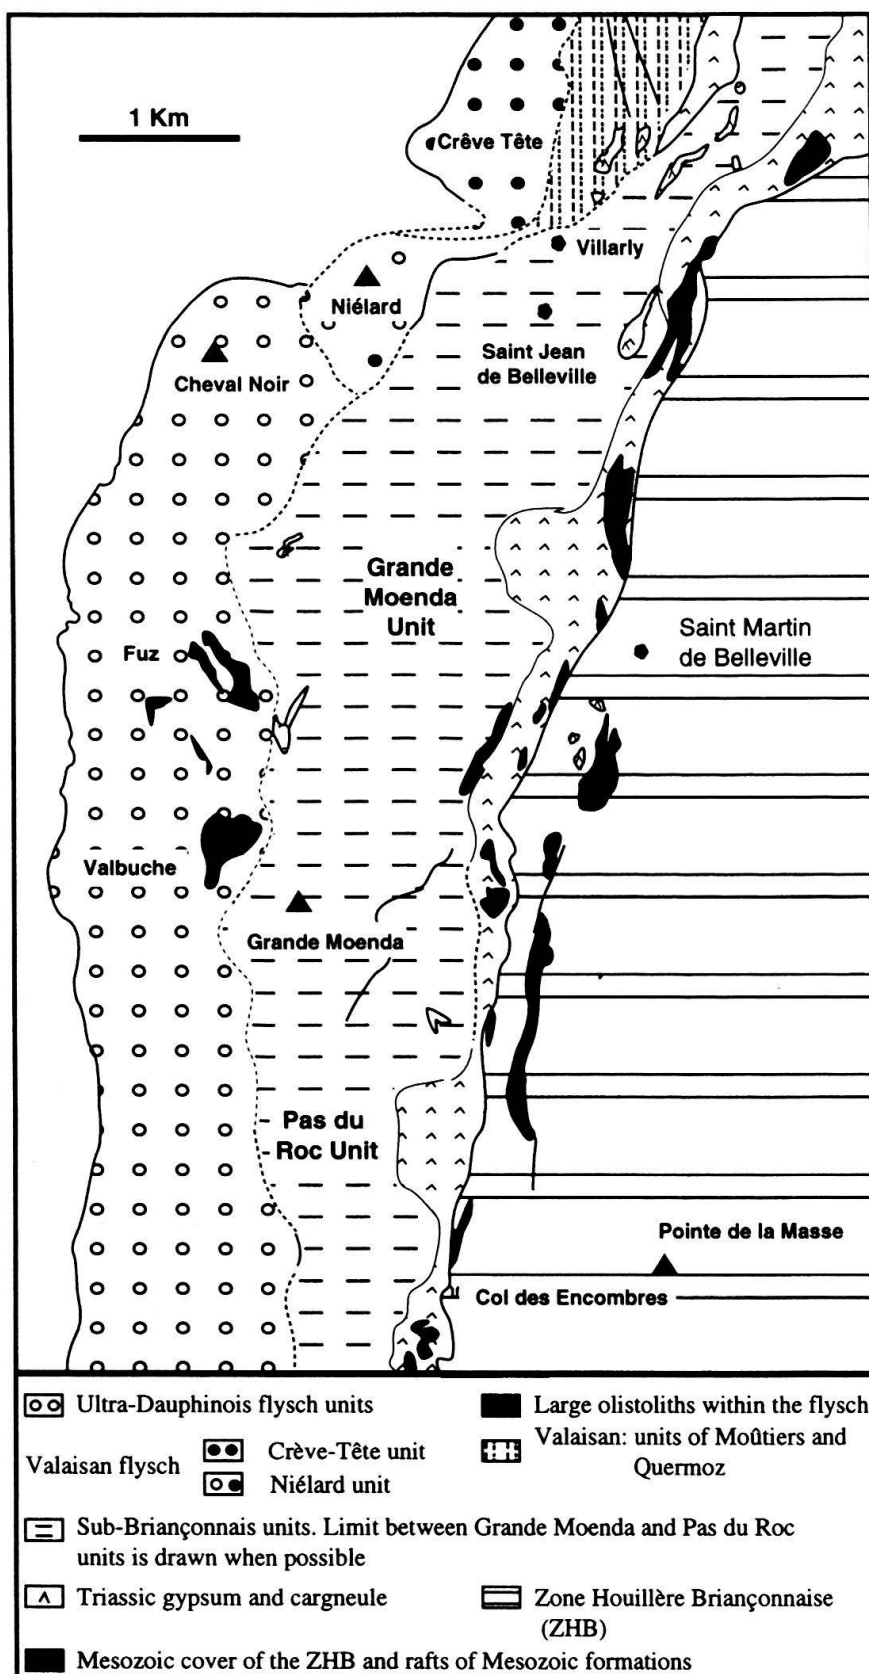 1 Km
Crêve Tête
Villarly
Niélard
Saint Jean
de Belleville
Cheval Noir
Grande
Moenda
Unit
Saint Martin
de Belleville
Fuz
Valbuche
Grande Moenda
Pas du
Roc Unit
Pointe de la Masse
Col des Encombres
Ultra-Dauphinois flysch units
Large olistoliths within the flysch
Valaisan flysch
Crève-Tête unit
Niélard unit
Valaisan: units of Moûtiers and
Quermoz
Sub-Briançonnais units. Limit between Grande Moenda and Pas du Roc
units is drawn when possible
Triassic gypsum and cargneule
Zone Houillère Briançonnaise
(ZHB)
Mesozoic cover of the ZHB and rafts of Mesozoic formations